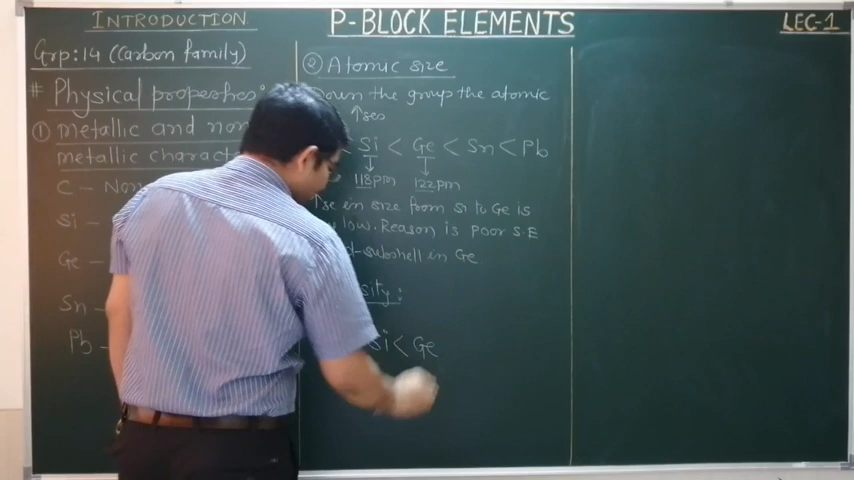 INTRODUCTION
P-BLOCK ELEMENTS
LEC-1
Grp:14 (Carbon family)
# Physical properties:
① Metallic and non
metallic charact
C - Non
Si -
Ge -
Sn -
Pb -
② Atomic size
Down the group the atomic
↑ses
< Si < Ge < Sn < Pb
118pm 122pm
↑se in size from Si to Ge is
low. Reason is poor S.E
d-subshell in Ge
sity:
Si < Ge